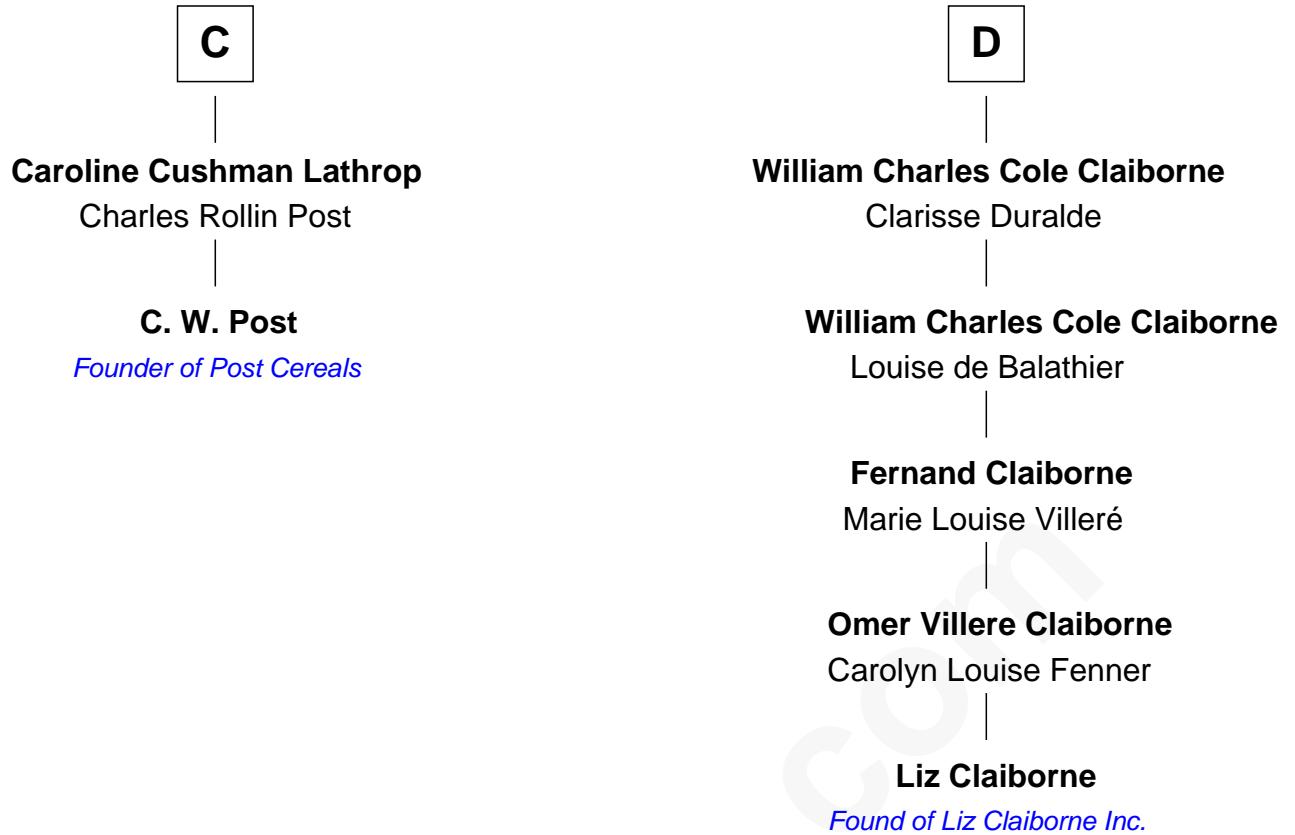 C
Caroline Cushman Lathrop
Charles Rollin Post
C. W. Post
Founder of Post Cereals
D
William Charles Cole Claiborne
Clarisse Duralde
William Charles Cole Claiborne
Louise de Balathier
Fernand Claiborne
Marie Louise Villeré
Omer Villere Claiborne
Carolyn Louise Fenner
Liz Claiborne
Found of Liz Claiborne Inc.
com